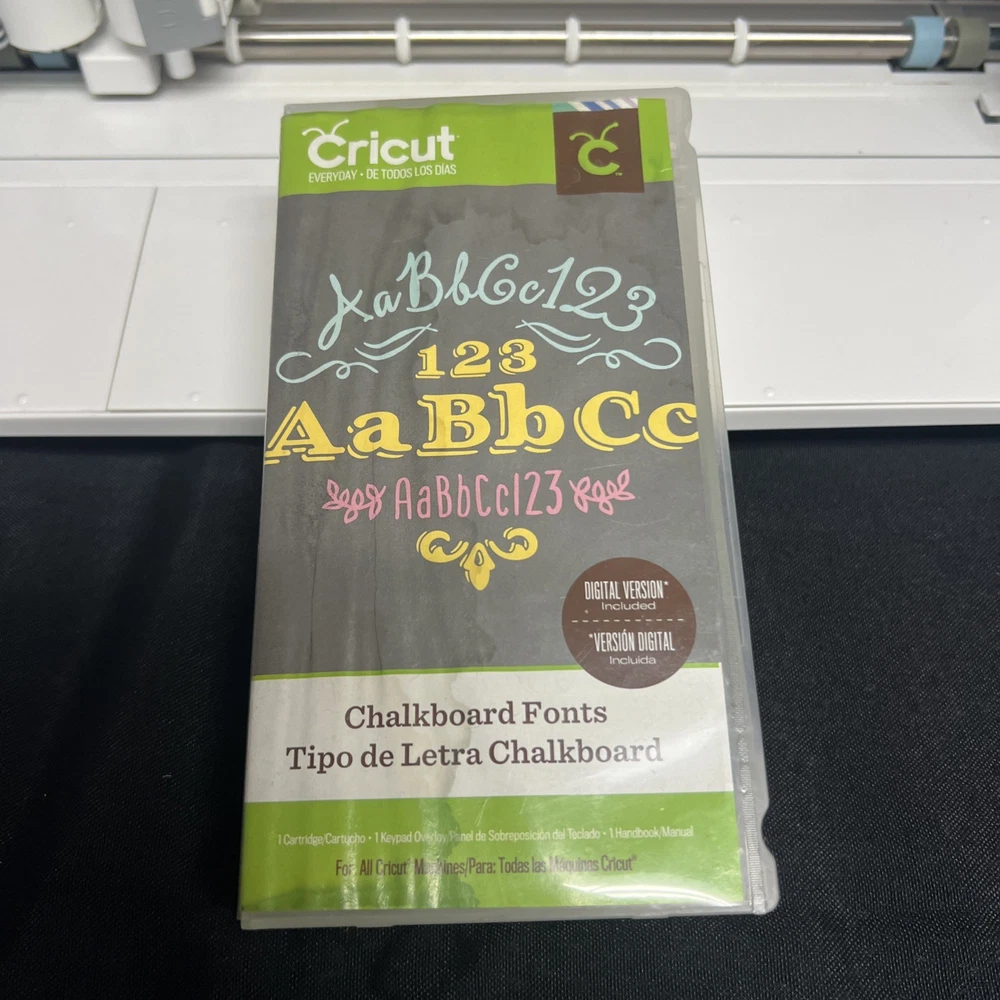 Cricut
EVERYDAY • DE TODOS LOS DÍAS
AaBbCc123
123
AaBbCc
AaBbCc123
DIGITAL VERSION*
Included
*VERSIÓN DIGITAL
Incluida
Chalkboard Fonts
Tipo de Letra Chalkboard
1 Cartridge/Cartucho • 1 Keypad Overlay/Panel de Sobreposición del Teclado • 1 Handbook/Manual
For: All Cricut® Machines/Para: Todas las Máquinas Cricut®